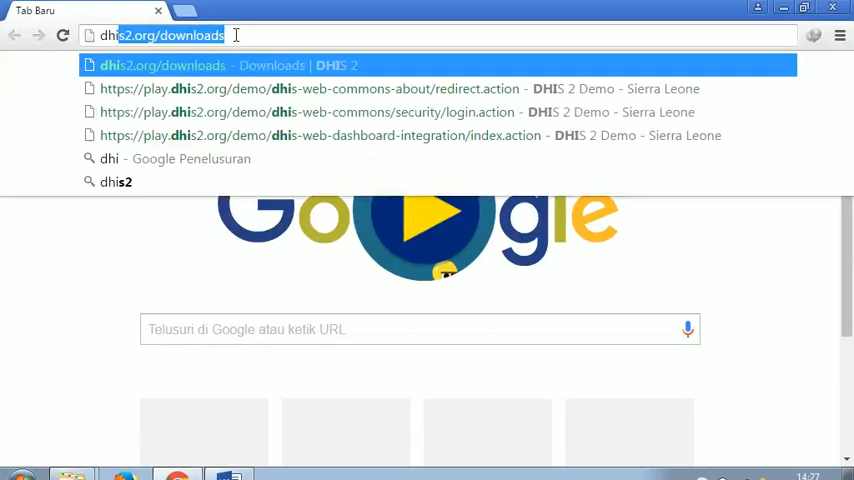 Tab Baru
dhis2.org/downloads
dhis2.org/downloads - Downloads | DHIS 2
https://play.dhis2.org/demo/dhis-web-commons-about/redirect.action - DHIS 2 Demo - Sierra Leone
https://play.dhis2.org/demo/dhis-web-commons/security/login.action - DHIS 2 Demo - Sierra Leone
https://play.dhis2.org/demo/dhis-web-dashboard-integration/index.action - DHIS 2 Demo - Sierra Leone
dhi - Google Penelusuran
dhis2
Google
Telusuri di Google atau ketik URL
14:27